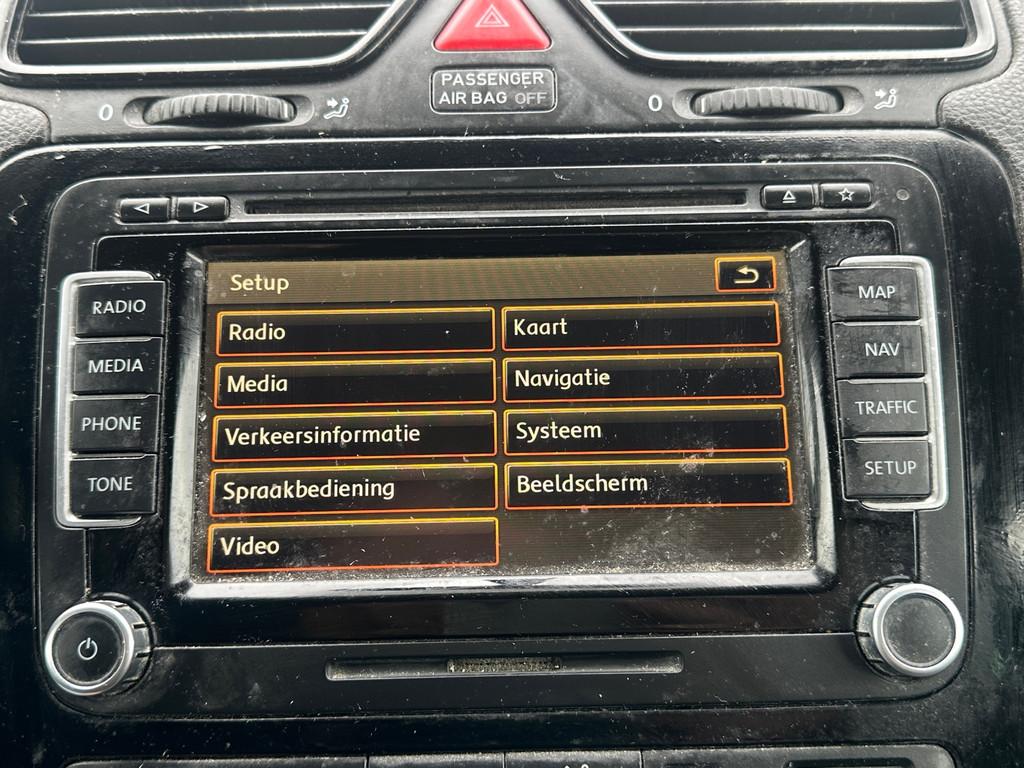 PASSENGER
AIR BAG OFF
0
0
RADIO
MEDIA
PHONE
TONE
Setup
Radio
Kaart
Media
Navigatie
Verkeersinformatie
Systeem
Spraakbediening
Beeldscherm
Video
MAP
NAV
TRAFFIC
SETUP